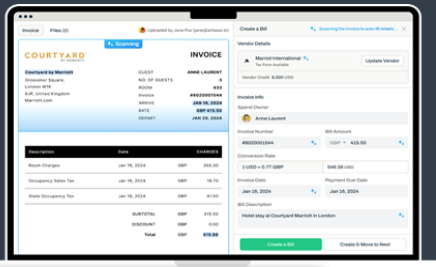 Invoice
Files (2)
Uploaded by Jane Fox
Create a Bill
Scanning the invoice to auto-fill details...
Scanning
COURTYARD
BY MARRIOTT
INVOICE
Courtyard by Marriott
Grosvenor Square,
London W1K
6JP, United Kingdom
Marriott.com
GUEST ANNE LAURENT
NO. OF GUESTS 3
ROOM 433
Invoice #6020001544
ARRIVE JAN 16, 2024
RATE GBP 415.50
DEPART JAN 20, 2024
Description Date CHARGES
Room Charges Jan 16, 2024 GBP
Occupancy Sales Tax Jan 16, 2024 GBP
State Occupancy Tax Jan 16, 2024 GBP
SUBTOTAL GBP 415.50
DISCOUNT GBP 0.00
Total GBP 415.50
Vendor Details
Marriot International
Tax Form Available
Update Vendor
Vendor Credit USD
Invoice Info
Spend Owner
Anne Laurent
Invoice Number
#6020001544
Bill Amount
GBP 415.50
Conversion Rate
1 USD = 0.77 GBP
USD
Invoice Date
Jan 16, 2024
Payment Due Date
Jan 16, 2024
Bill Description
Hotel stay at Courtyard Marriott in London
Create a Bill
Create & Move to Next